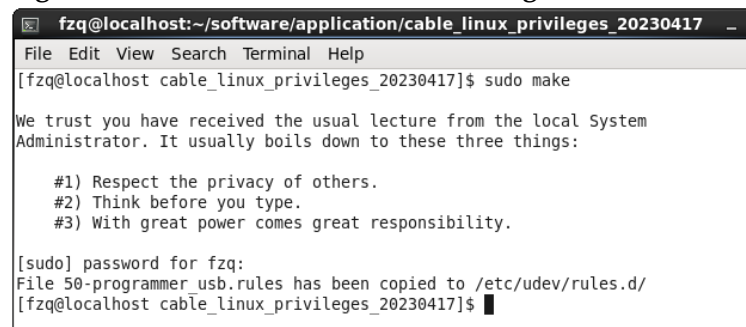 fzq@localhost:~/software/application/cable_linux_privileges_20230417
File Edit View Search Terminal Help
[fzq@localhost cable_linux_privileges_20230417]$ sudo make
We trust you have received the usual lecture from the local System
Administrator. It usually boils down to these three things:
#1) Respect the privacy of others.
#2) Think before you type.
#3) With great power comes great responsibility.
[sudo] password for fzq:
File 50-programmer_usb.rules has been copied to /etc/udev/rules.d/
[fzq@localhost cable_linux_privileges_20230417]$